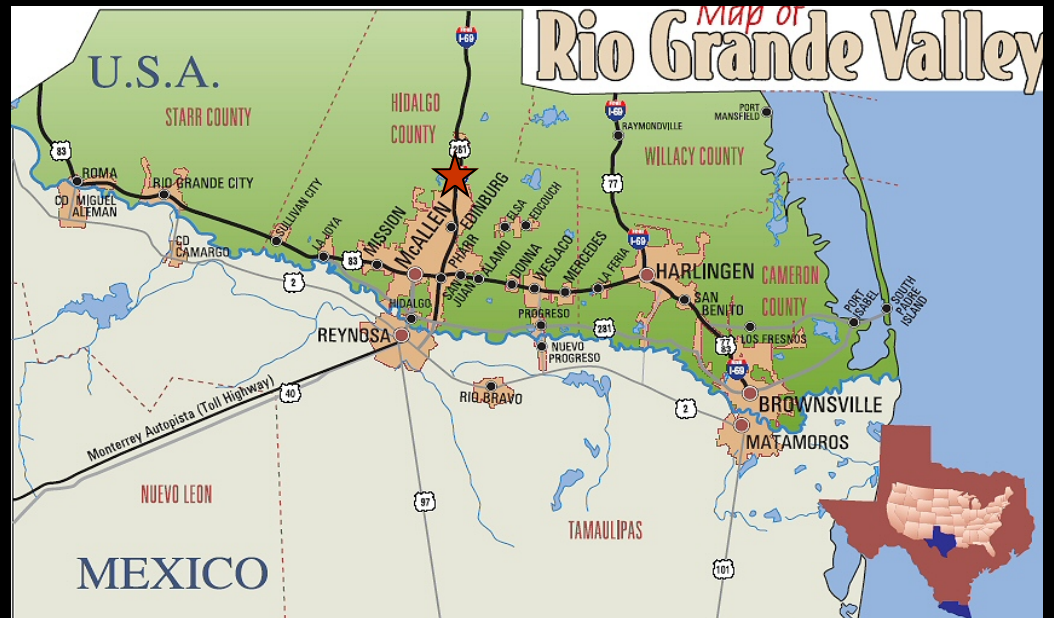 Map of
Rio Grande Valley
U.S.A.
STARR COUNTY
HIDALGO
COUNTY
I-69
I-69
PORT
MANSFIELD
RAYMONDVILLE
WILLACY COUNTY
83
281
77
ROMA
RIO GRANDE CITY
CD MIGUEL
ALEMAN
CD
CAMARGO
SULLIVAN CITY
LA JOYA
MISSION
McALLEN
EDINBURG
PHARR
SAN
JUAN
ALAMO
DONNA
WESLACO
MERCEDES
LA FERIA
ELSA
EDCOUCH
I-69
HARLINGEN
CAMERON
COUNTY
SAN
BENITO
PORT
ISABEL
SOUTH
PADRE
ISLAND
83
2
HIDALGO
REYNOSA
PROGRESO
281
NUEVO
PROGRESO
77
83
LOS FRESNOS
I-69
RIO BRAVO
2
BROWNSVILLE
MATAMOROS
Monterrey Autopista (Toll Highway)
40
NUEVO LEON
97
TAMAULIPAS
101
MEXICO